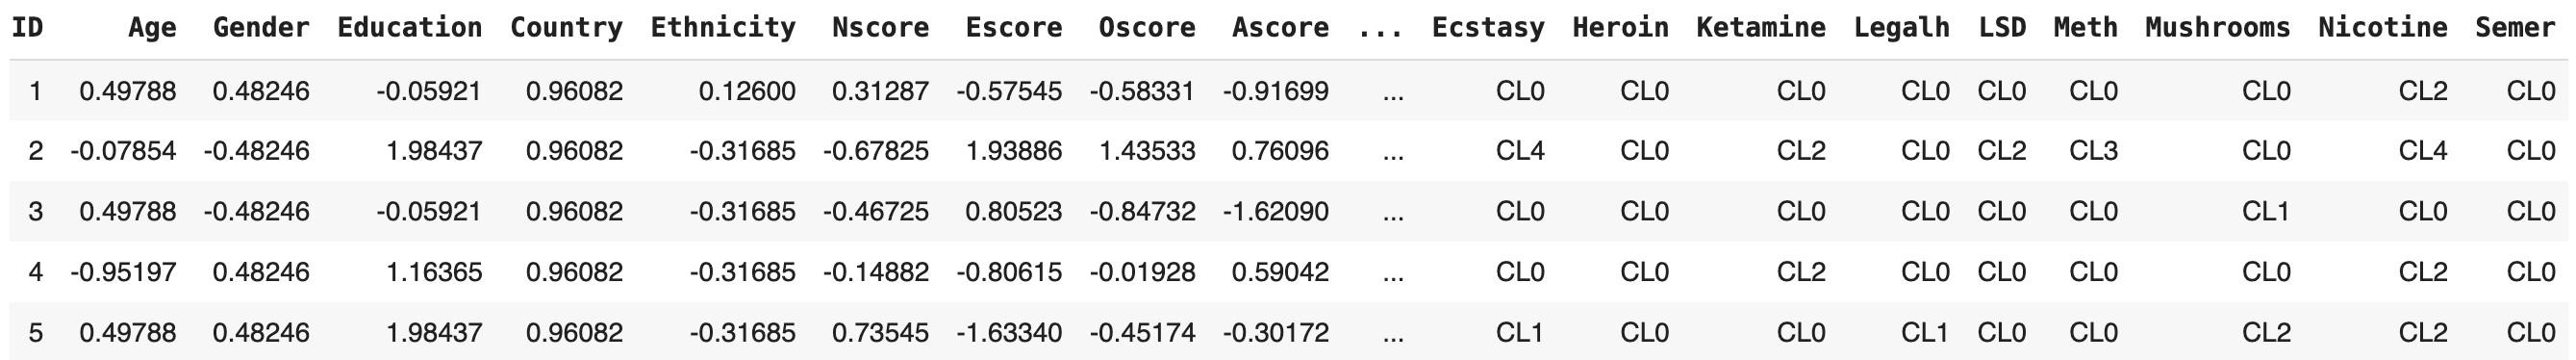 ID Age Gender Education Country Ethnicity Nscore Escore Oscore Ascore ... Ecstasy Heroin Ketamine Legalh LSD Meth Mushrooms Nicotine Semer
1 0.49788 0.48246 -0.05921 0.96082 0.12600 0.31287 -0.57545 -0.58331 -0.91699 ... CL0 CL0 CL0 CL0 CL0 CL0 CL0 CL2 CL0
2 -0.07854 -0.48246 1.98437 0.96082 -0.31685 -0.67825 1.93886 1.43533 0.76096 ... CL4 CL0 CL2 CL0 CL2 CL3 CL0 CL4 CL0
3 0.49788 -0.48246 -0.05921 0.96082 -0.31685 -0.46725 0.80523 -0.84732 -1.62090 ... CL0 CL0 CL0 CL0 CL0 CL0 CL1 CL0 CL0
4 -0.95197 0.48246 1.16365 0.96082 -0.31685 -0.14882 -0.80615 -0.01928 0.59042 ... CL0 CL0 CL2 CL0 CL0 CL0 CL0 CL2 CL0
5 0.49788 0.48246 1.98437 0.96082 -0.31685 0.73545 -1.63340 -0.45174 -0.30172 ... CL1 CL0 CL0 CL1 CL0 CL0 CL2 CL2 CL0